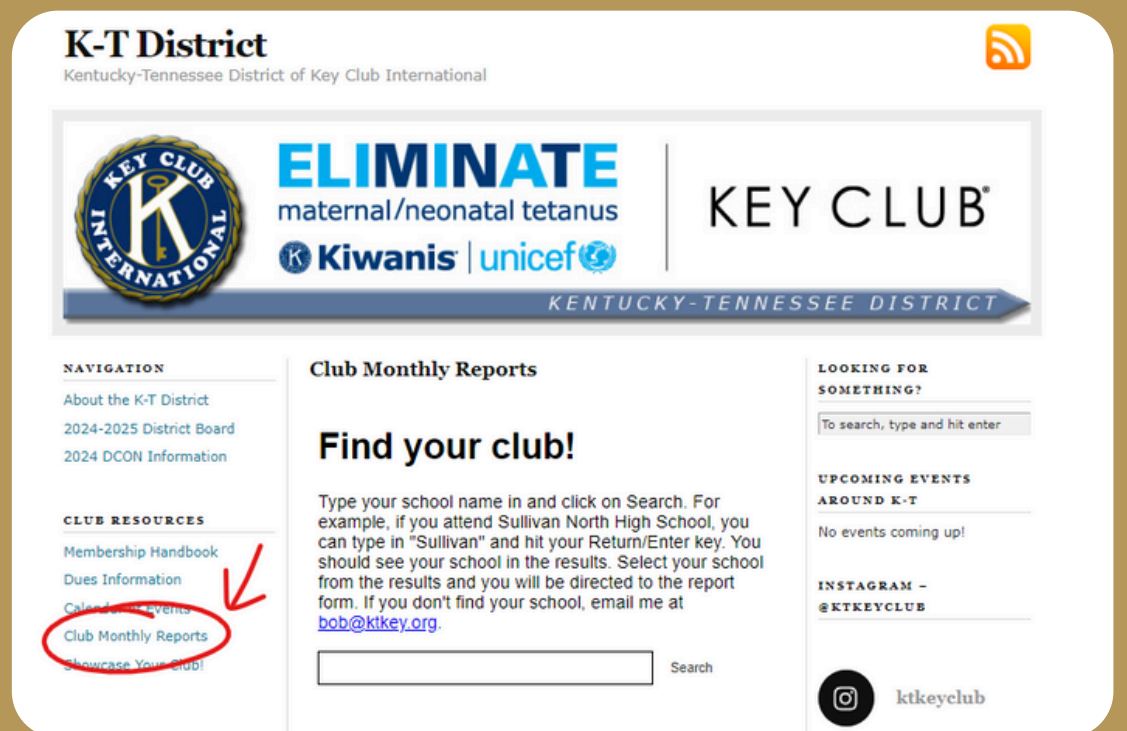 K-T District
Kentucky-Tennessee District of Key Club International
KEY CLUB INTERNATIONAL
K
ELIMINATE
maternal/neonatal tetanus
K Kiwanis | unicef
KEY CLUB®
KENTUCKY-TENNESSEE DISTRICT
NAVIGATION
About the K-T District
2024-2025 District Board
2024 DCON Information
CLUB RESOURCES
Membership Handbook
Dues Information
Calendar of Events
Club Monthly Reports
Showcase Your Club!
Club Monthly Reports
Find your club!
Type your school name in and click on Search. For
example, if you attend Sullivan North High School, you
can type in "Sullivan" and hit your Return/Enter key. You
should see your school in the results. Select your school
from the results and you will be directed to the report
form. If you don't find your school, email me at
bob@ktkey.org.
Search
LOOKING FOR
SOMETHING?
To search, type and hit enter
UPCOMING EVENTS
AROUND K-T
No events coming up!
INSTAGRAM –
@KTKEYCLUB
ktkeyclub